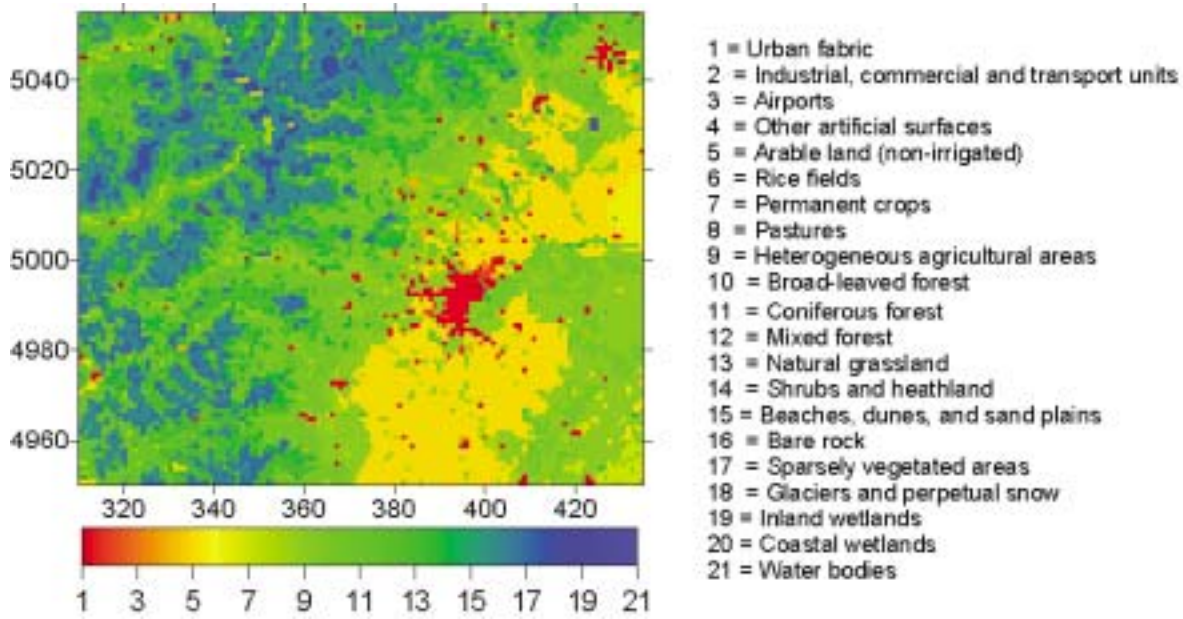 5040
5020
5000
4980
4960
320 340 360 380 400 420
1 3 5 7 9 11 13 15 17 19 21
1 = Urban fabric
2 = Industrial, commercial and transport units
3 = Airports
4 = Other artificial surfaces
5 = Arable land (non-irrigated)
6 = Rice fields
7 = Permanent crops
8 = Pastures
9 = Heterogeneous agricultural areas
10 = Broad-leaved forest
11 = Coniferous forest
12 = Mixed forest
13 = Natural grassland
14 = Shrubs and heathland
15 = Beaches, dunes, and sand plains
16 = Bare rock
17 = Sparsely vegetated areas
18 = Glaciers and perpetual snow
19 = Inland wetlands
20 = Coastal wetlands
21 = Water bodies